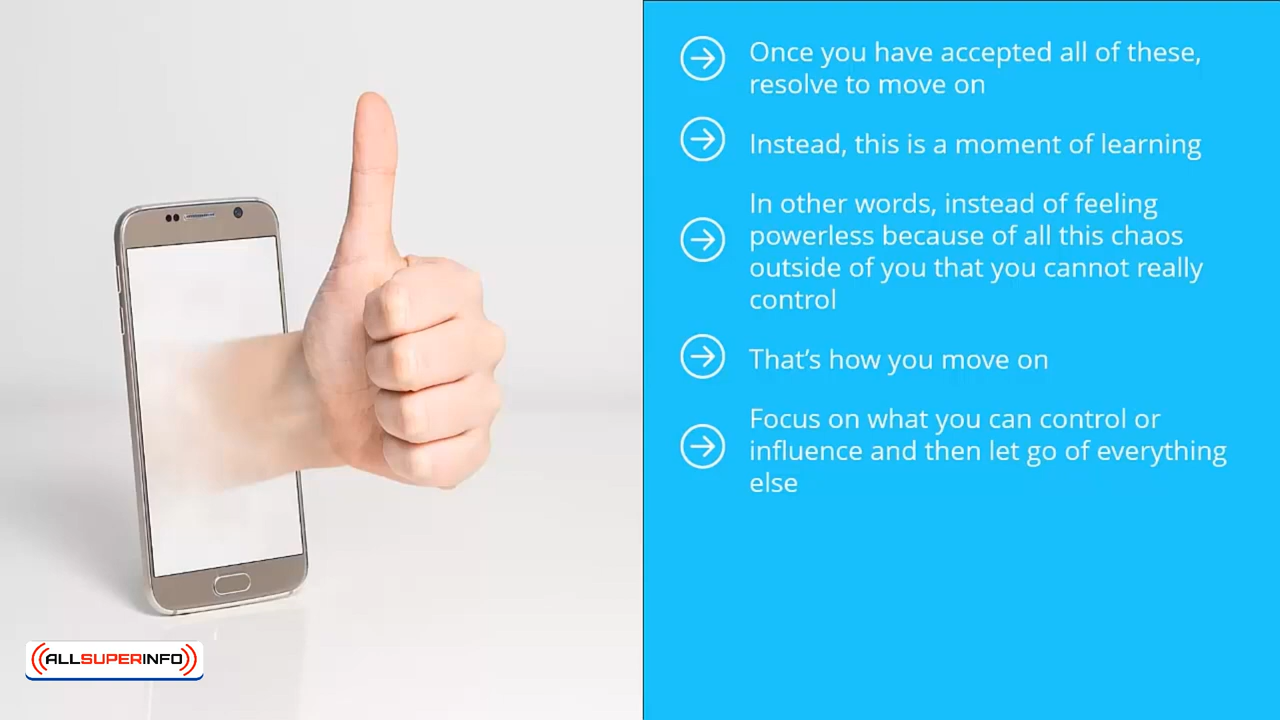 Once you have accepted all of these,
resolve to move on
Instead, this is a moment of learning
In other words, instead of feeling
powerless because of all this chaos
outside of you that you cannot really
control
That’s how you move on
Focus on what you can control or
influence and then let go of everything
else
ALLSUPERINFO